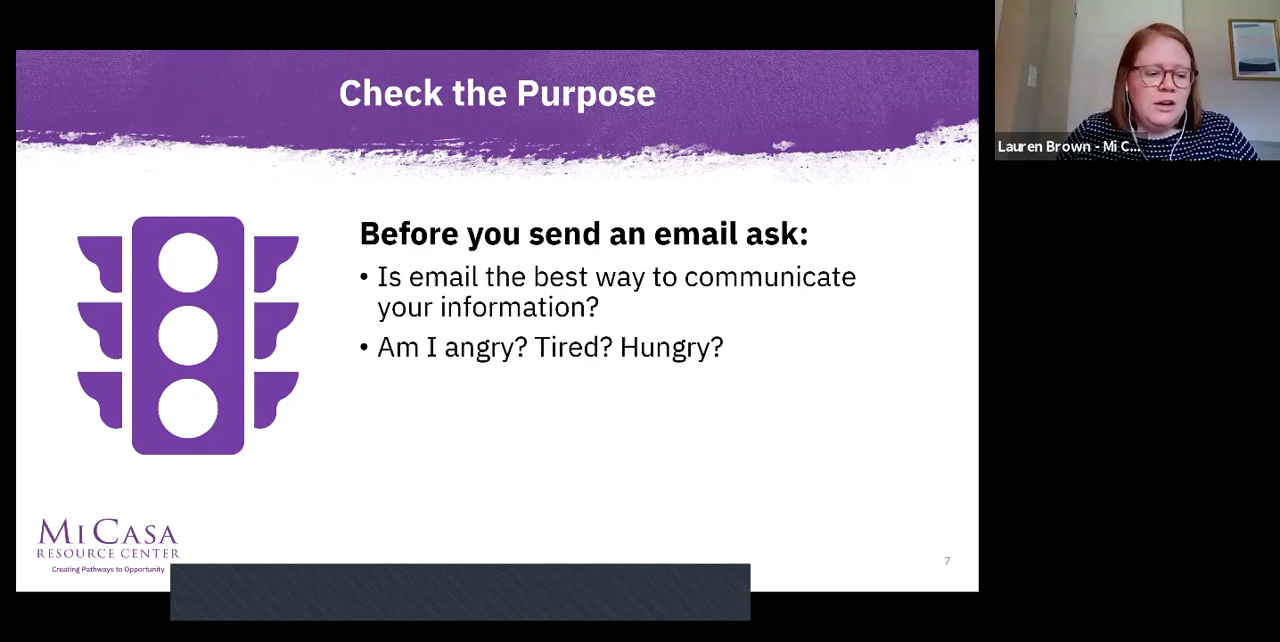 Check the Purpose
Lauren Brown - Mi C...
Before you send an email ask:
• Is email the best way to communicate
your information?
• Am I angry? Tired? Hungry?
MI CASA
RESOURCE CENTER
Creating Pathways to Opportunity
7